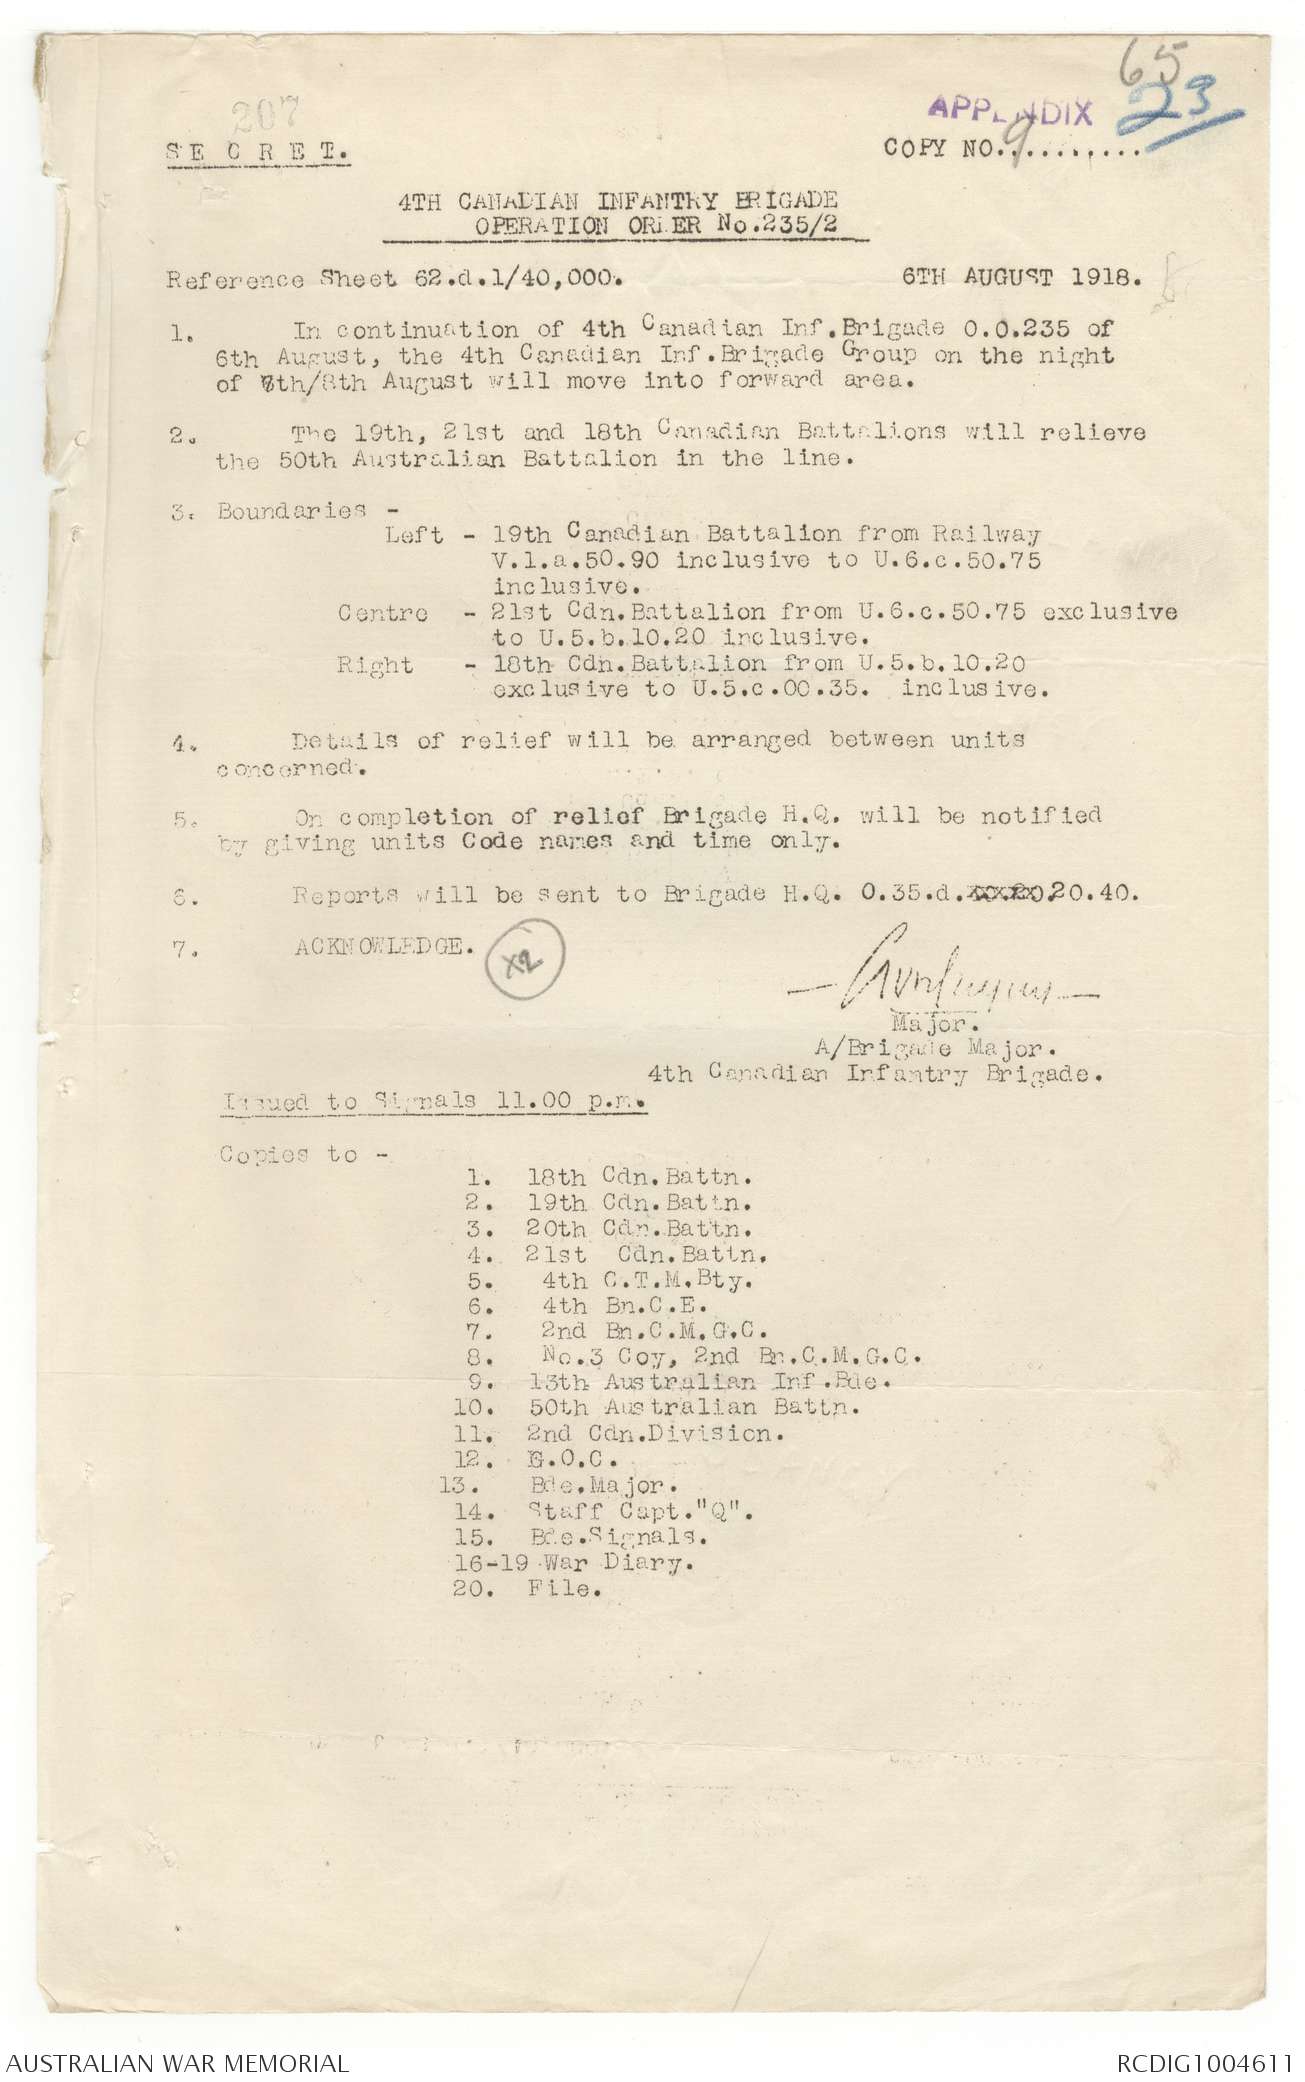 65
207
APPENDIX 23
SECRET.
COPY NO. 9..........
4TH CANADIAN INFANTRY BRIGADE
OPERATION ORDER No.235/2
Reference Sheet 62.d.1/40,000.
6TH AUGUST 1918.
1. In continuation of 4th Canadian Inf.Brigade O.O.235 of
6th August, the 4th Canadian Inf.Brigade Group on the night
of 7th/8th August will move into forward area.
2. The 19th, 21st and 18th Canadian Battalions will relieve
the 50th Australian Battalion in the line.
3. Boundaries -
Left - 19th Canadian Battalion from Railway
V.1.a.50.90 inclusive to U.6.c.50.75
inclusive.
Centre - 21st Cdn.Battalion from U.6.c.50.75 exclusive
to U.5.b.10.20 inclusive.
Right - 18th Cdn.Battalion from U.5.b.10.20
exclusive to U.5.c.00.35. inclusive.
4. Details of relief will be arranged between units
concerned.
5. On completion of relief Brigade H.Q. will be notified
by giving units Code names and time only.
6. Reports will be sent to Brigade H.Q. O.35.d.20.40.
7. ACKNOWLEDGE.
X2
Major.
A/Brigade Major.
4th Canadian Infantry Brigade.
Issued to Signals 11.00 p.m.
Copies to -
1. 18th Cdn.Battn.
2. 19th Cdn.Battn.
3. 20th Cdn.Battn.
4. 21st Cdn.Battn.
5. 4th C.T.M.Bty.
6. 4th Bn.C.E.
7. 2nd Bn.C.M.G.C.
8. No.3 Coy, 2nd Bn.C.M.G.C.
9. 13th Australian Inf.Bde.
10. 50th Australian Battn.
11. 2nd Cdn.Division.
12. G.O.C.
13. Bde.Major.
14. Staff Capt."Q".
15. Bde.Signals.
16-19 War Diary.
20. File.
AUSTRALIAN WAR MEMORIAL
RCDIG1004611